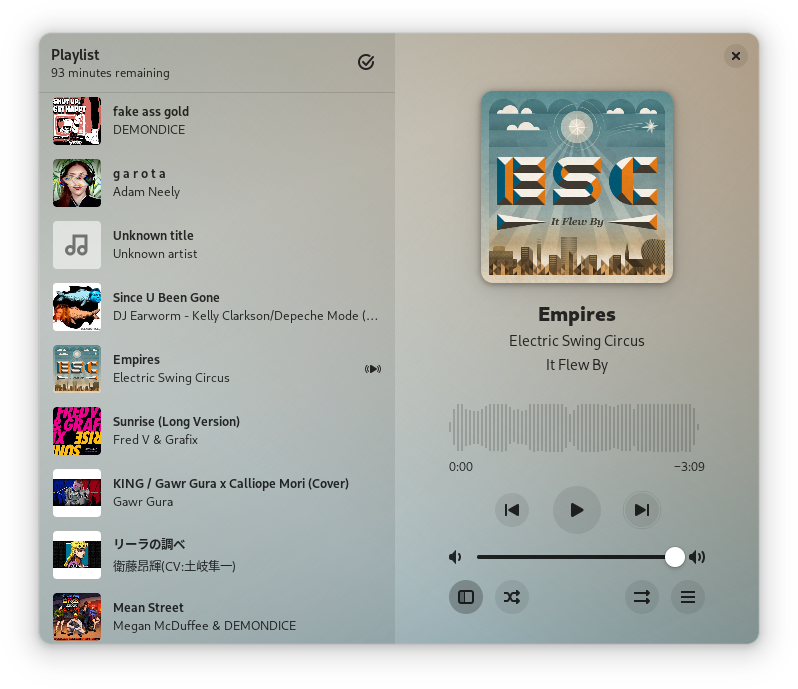 Playlist
93 minutes remaining
fake ass gold
DEMONDICE
g a r o t a
Adam Neely
Unknown title
Unknown artist
Since U Been Gone
DJ Earworm - Kelly Clarkson/Depeche Mode (…
Empires
Electric Swing Circus
ESC
Sunrise (Long Version)
Fred V & Grafix
KING / Gawr Gura x Calliope Mori (Cover)
Gawr Gura
リーラの調べ
衛藤昂輝(CV:土岐隼一)
Mean Street
Megan McDuffee & DEMONDICE
ESC
It Flew By
Empires
Electric Swing Circus
It Flew By
0:00
−3:09